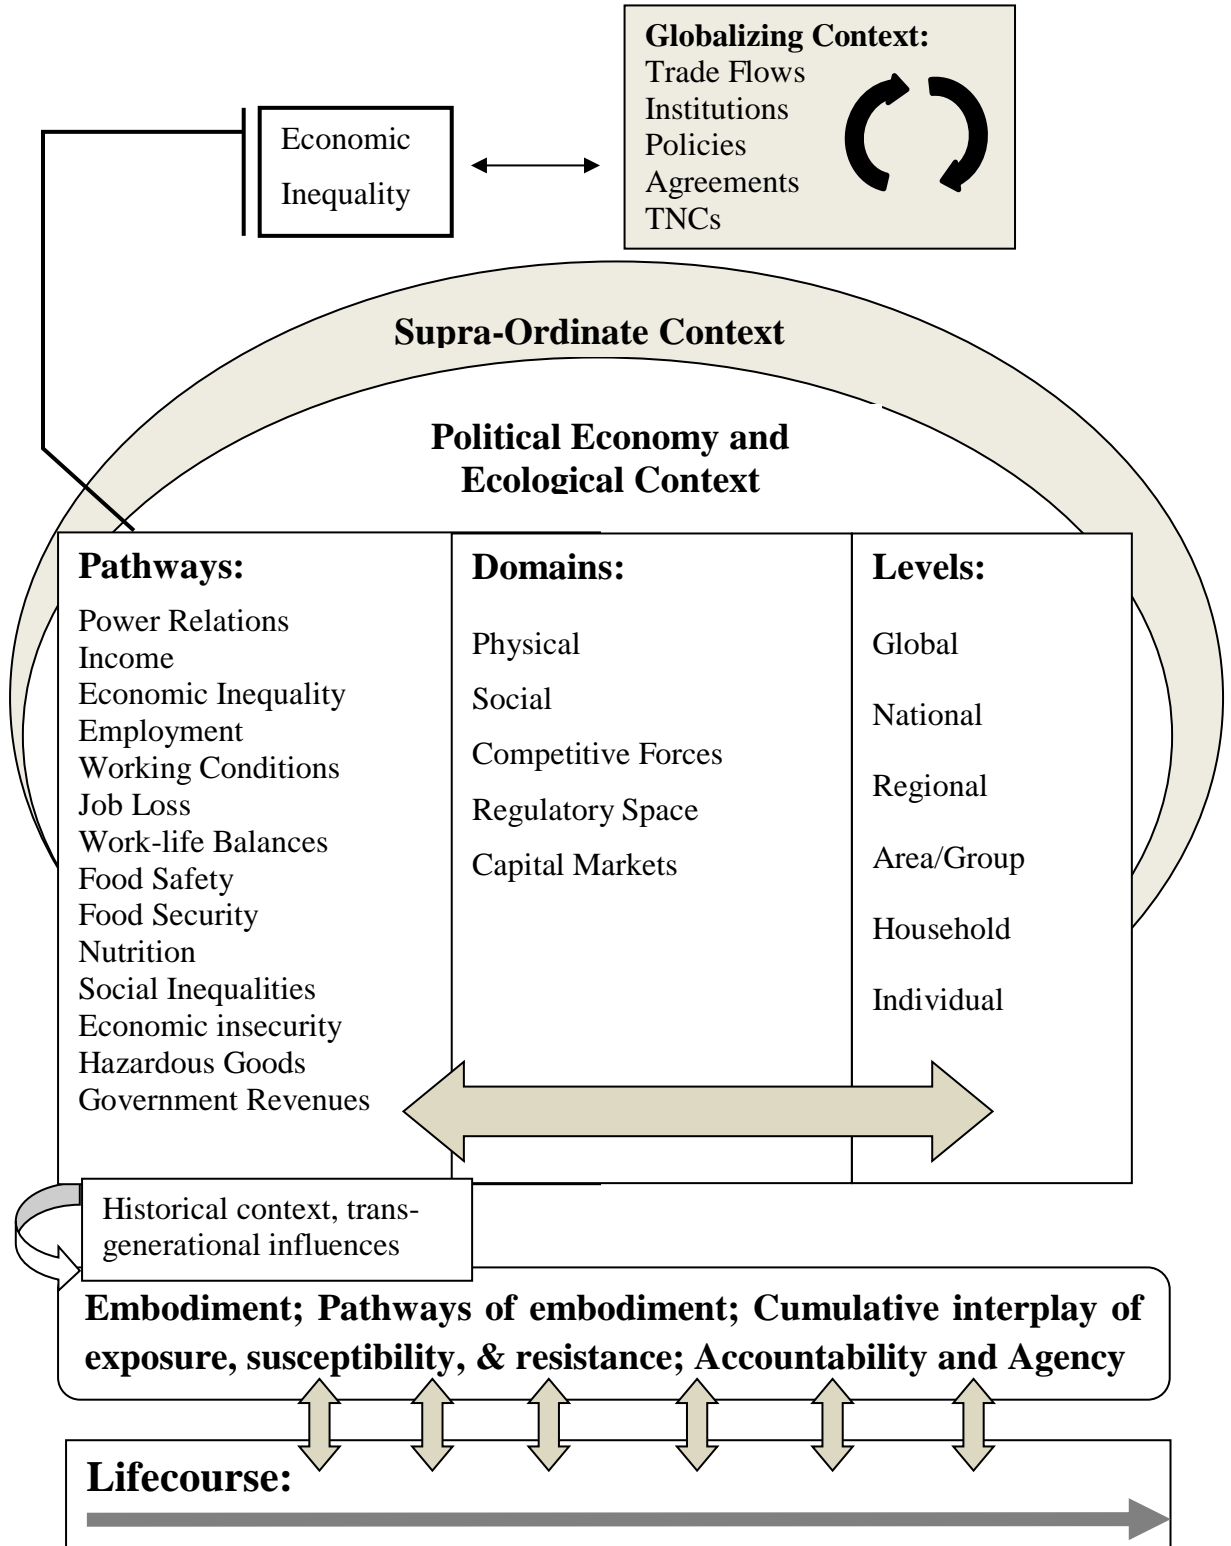 Globalizing Context:
Trade Flows
Institutions
Policies
Agreements
TNCs
Economic
Inequality
Supra-Ordinate Context
Political Economy and
Ecological Context
Pathways:
Power Relations
Income
Economic Inequality
Employment
Working Conditions
Job Loss
Work-life Balances
Food Safety
Food Security
Nutrition
Social Inequalities
Economic insecurity
Hazardous Goods
Government Revenues
Domains:
Physical
Social
Competitive Forces
Regulatory Space
Capital Markets
Levels:
Global
National
Regional
Area/Group
Household
Individual
Historical context, trans-
generational influences
Embodiment; Pathways of embodiment; Cumulative interplay of
exposure, susceptibility, & resistance; Accountability and Agency
Lifecourse: